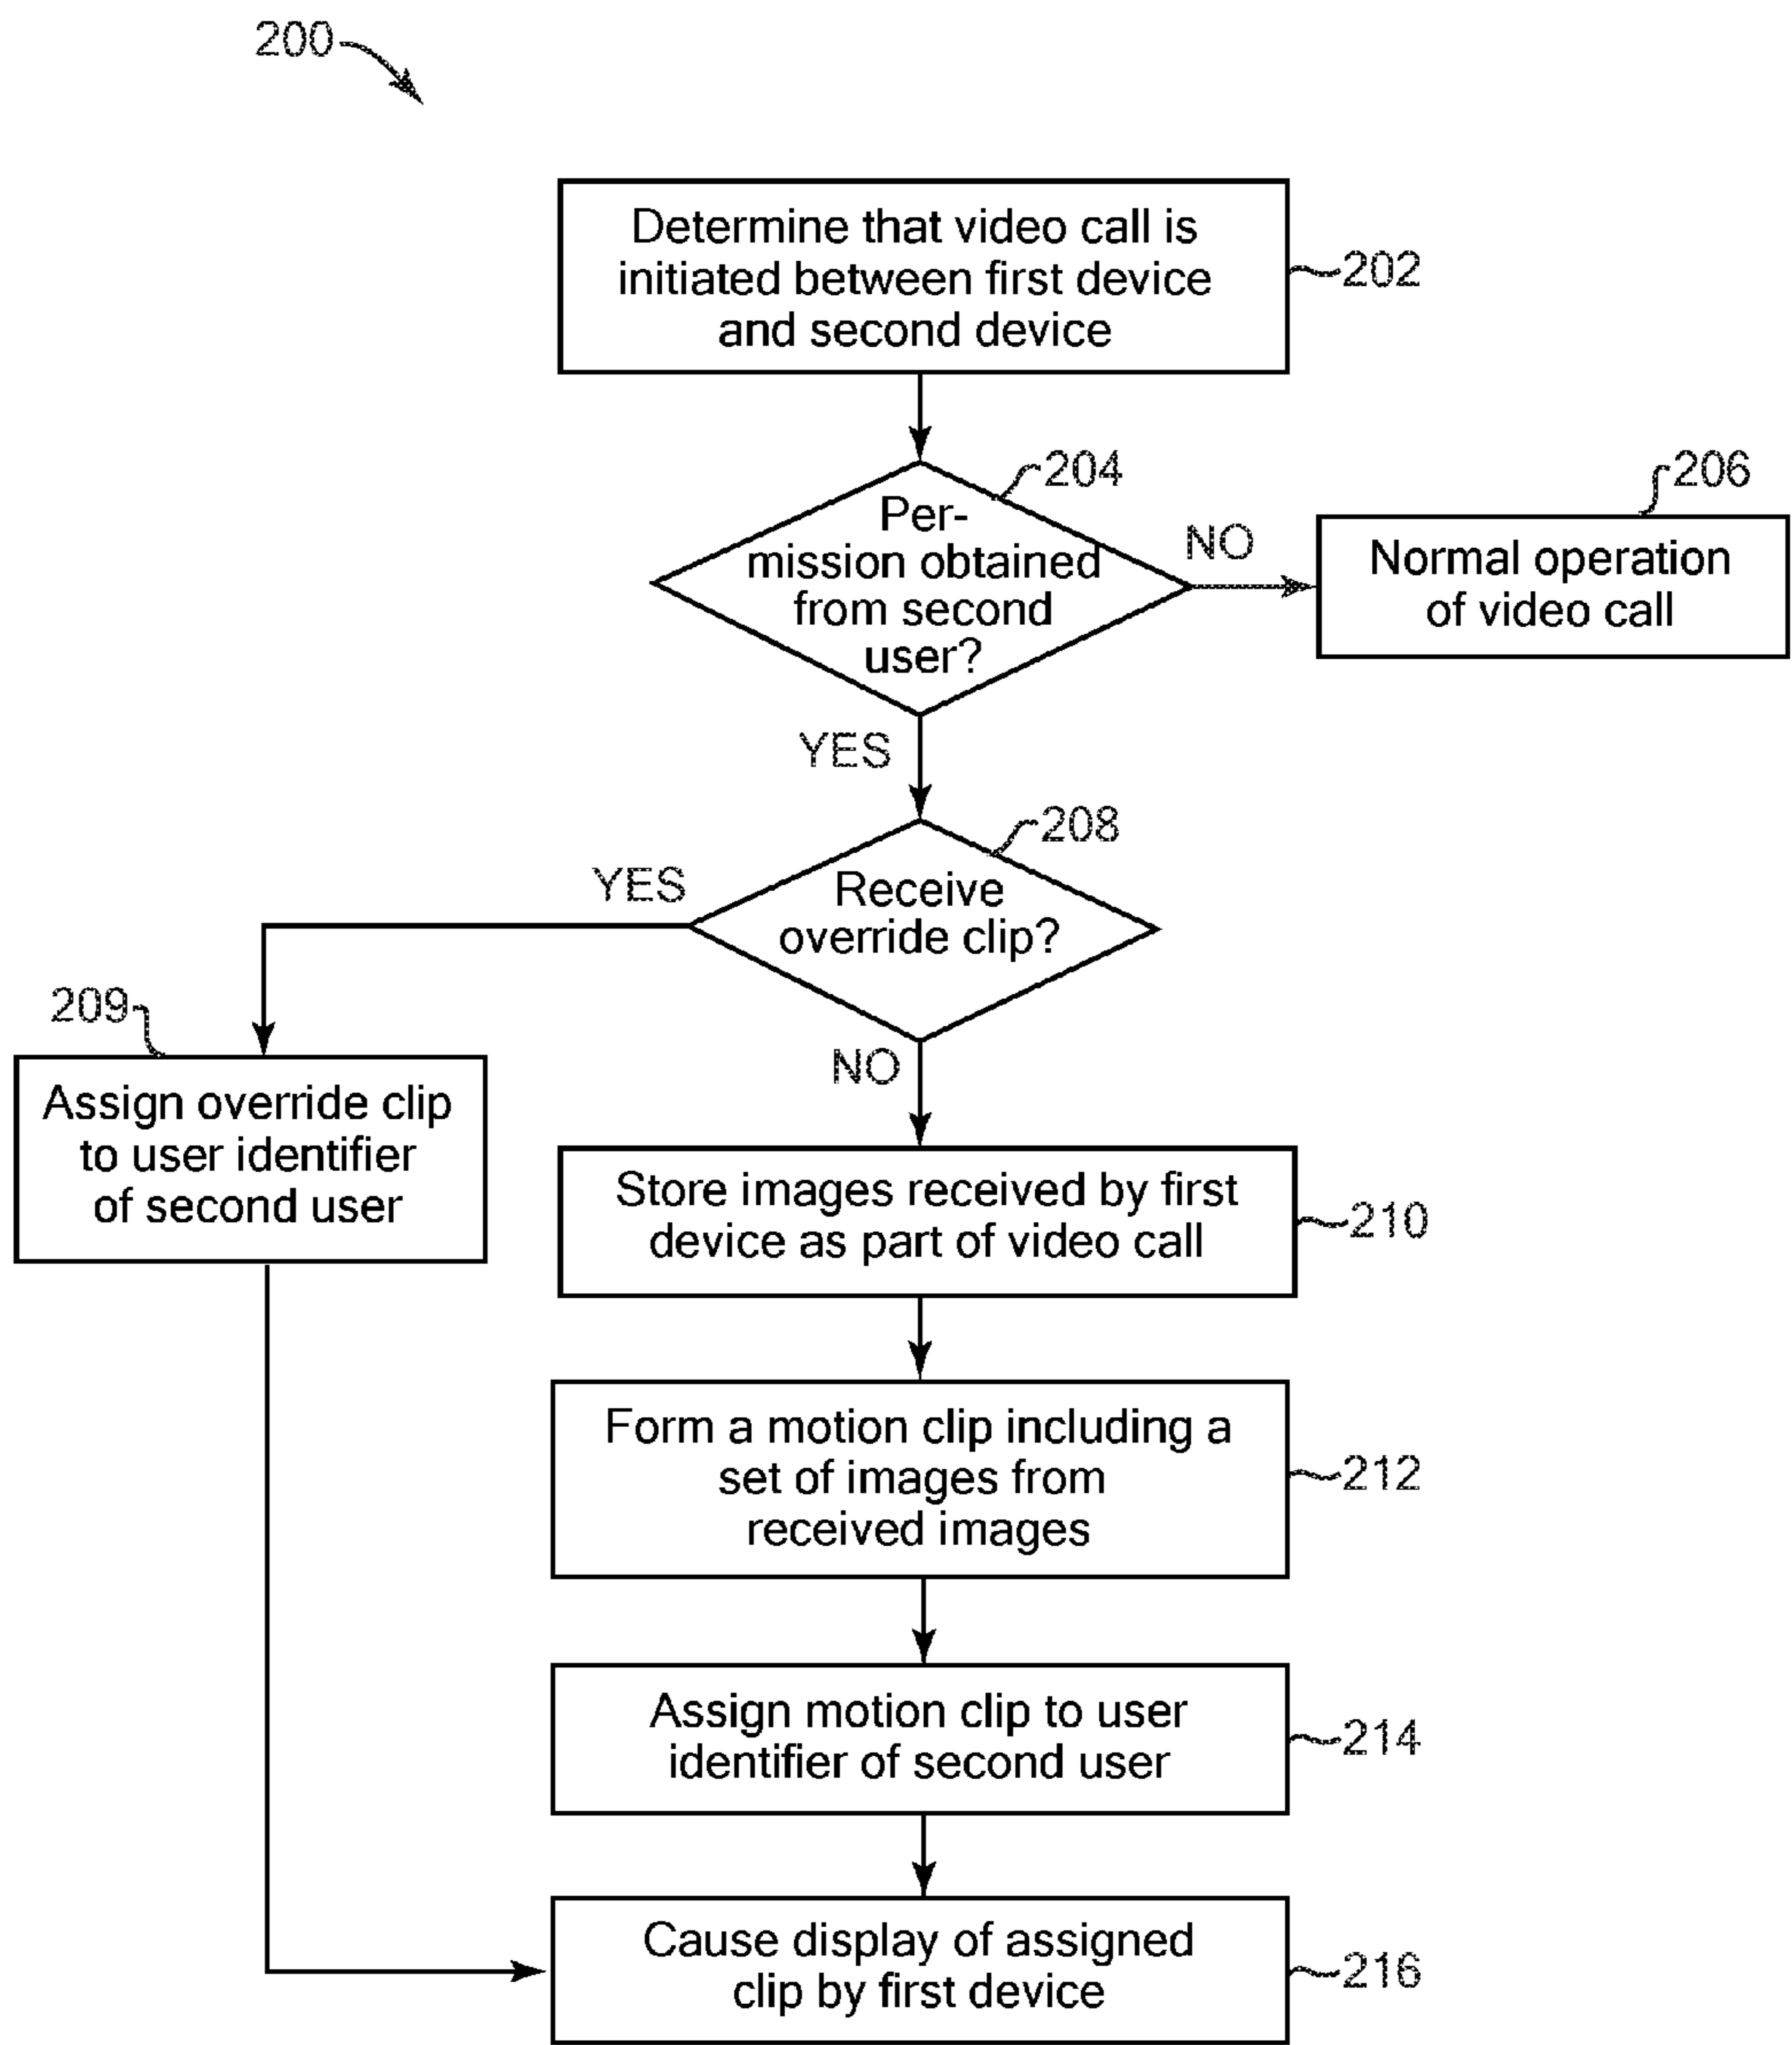 200
Determine that video call is
initiated between first device
and second device
202
204
Per-
mission obtained
from second
user?
NO
206
Normal operation
of video call
YES
208
Receive
override clip?
YES
NO
209
Assign override clip
to user identifier
of second user
Store images received by first
device as part of video call
210
Form a motion clip including a
set of images from
received images
212
Assign motion clip to user
identifier of second user
214
Cause display of assigned
clip by first device
216